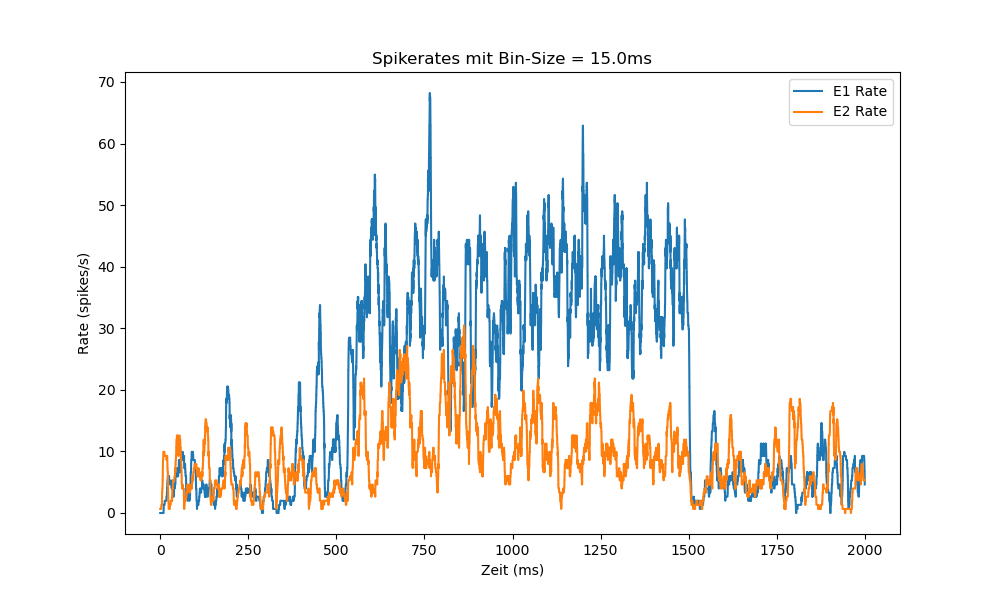 Spikerates mit Bin-Size = 15.0ms
E1 Rate
E2 Rate
70
60
50
40
30
20
10
0
Rate (spikes/s)
0 250 500 750 1000 1250 1500 1750 2000
Zeit (ms)